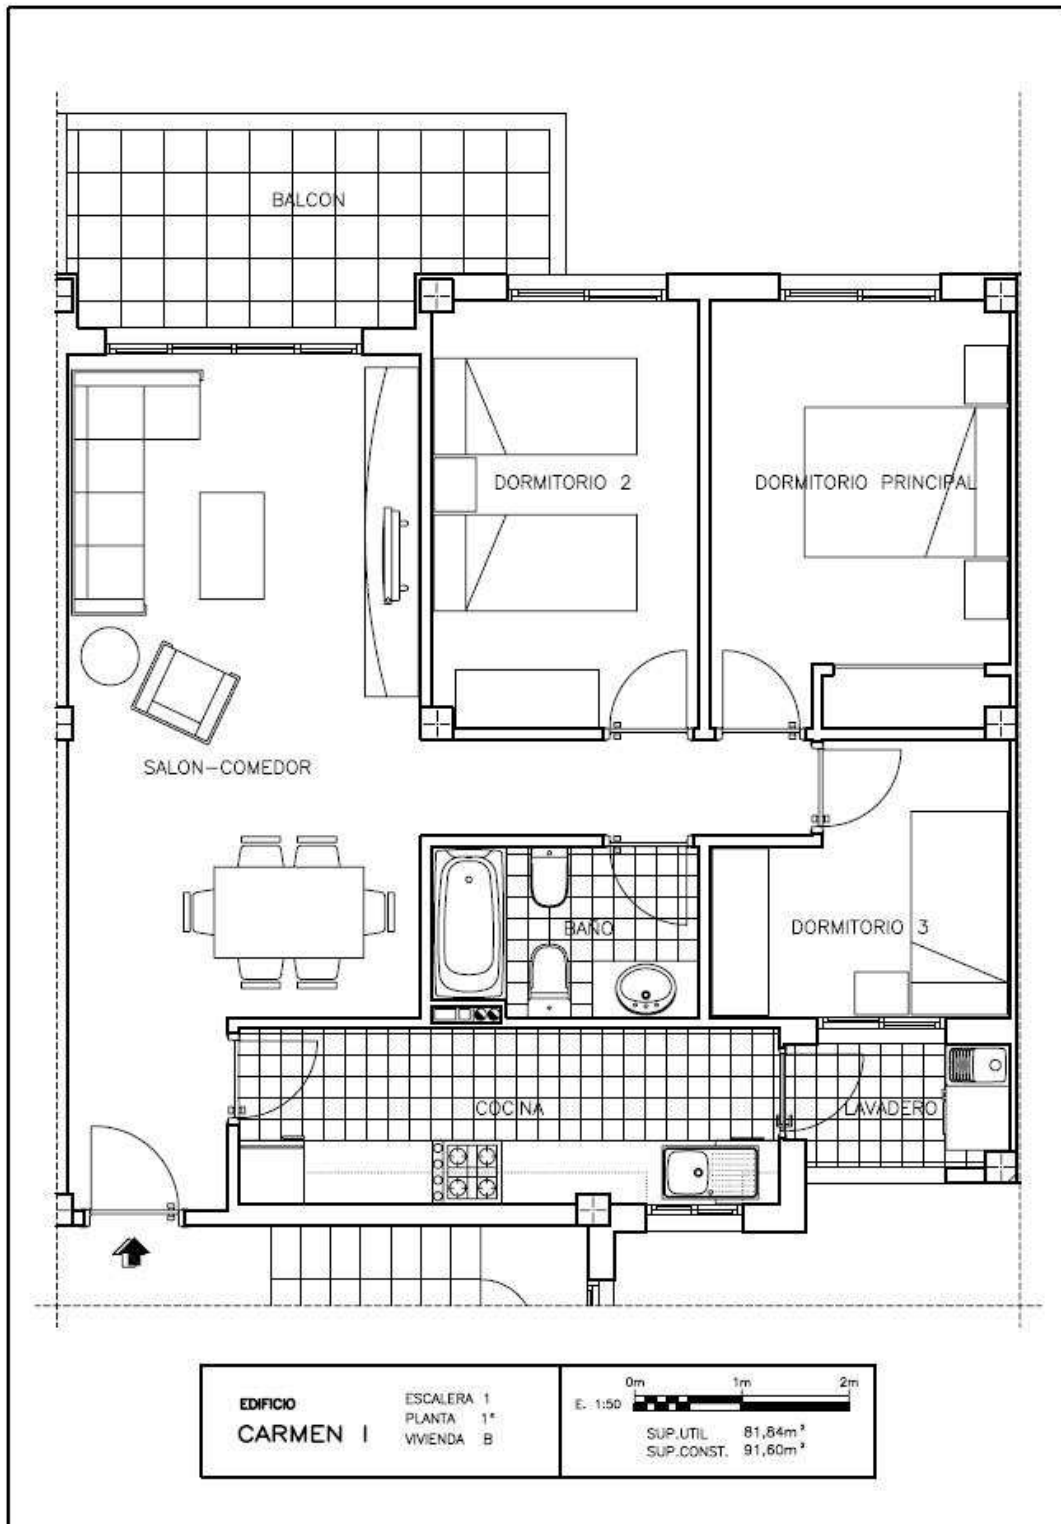 BALCON
DORMITORIO 2
DORMITORIO PRINCIPAL
SALON-COMEDOR
BAÑO
DORMITORIO 3
COCINA
LAVADERO
EDIFICIO
CARMEN I
ESCALERA 1
PLANTA 1ª
VIVIENDA B
0m 1m 2m
E. 1:50
SUP.UTIL 81,84m²
SUP.CONST. 91,60m²